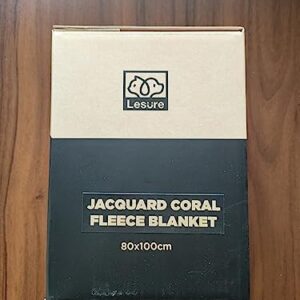 Lesure
JACQUARD CORAL
FLEECE BLANKET
80x100cm